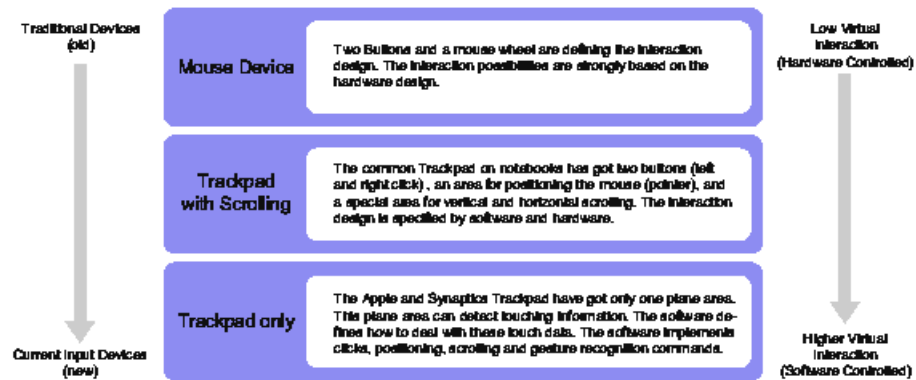 Traditional Devices
(old)
Low Virtual
Interaction
(Hardware Controlled)
Mouse Device
Two Buttons and a mouse wheel are defining the interaction
design. The interaction possibilities are strongly based on the
hardware design.
Trackpad
with Scrolling
The common Trackpad on notebooks has got two buttons (left
and right click) , an area for positioning the mouse (pointer), and
a special area for vertical and horizontal scrolling. The interaction
design is specified by software and hardware.
Trackpad only
The Apple and Synaptics Trackpad have got only one plane area.
This plane area can detect touching information. The software de-
fines how to deal with these touch data. The software implements
clicks, positioning, scrolling and gesture recognition commands.
Current Input Devices
(new)
Higher Virtual
Interaction
(Software Controlled)